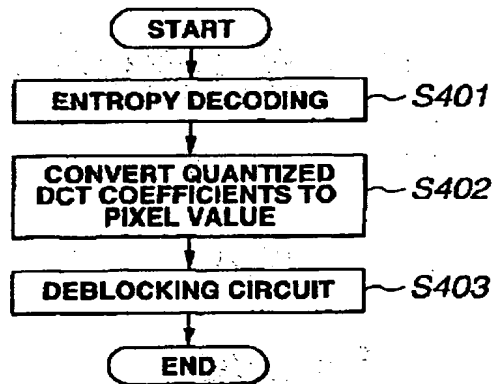 START
ENTROPY DECODING
S401
CONVERT QUANTIZED
DCT COEFFICIENTS TO
PIXEL VALUE
S402
DEBLOCKING CIRCUIT
S403
END